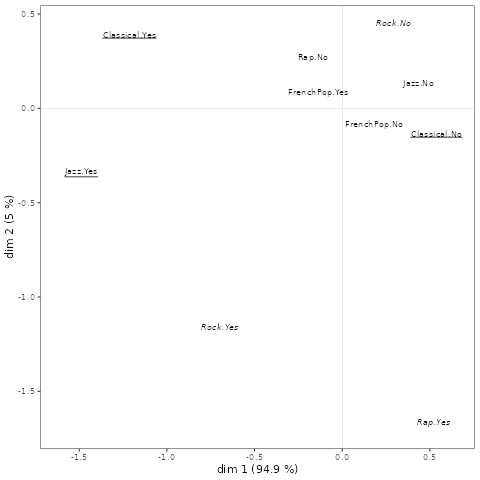 0.5
Rock.No
Classical.Yes
Rap.No
Jazz.No
FrenchPop.Yes
0.0
FrenchPop.No
Classical.No
Jazz.Yes
dim 2 (5 %)
-0.5
-1.0
Rock.Yes
-1.5
Rap.Yes
-1.5 -1.0 -0.5 0.0 0.5
dim 1 (94.9 %)